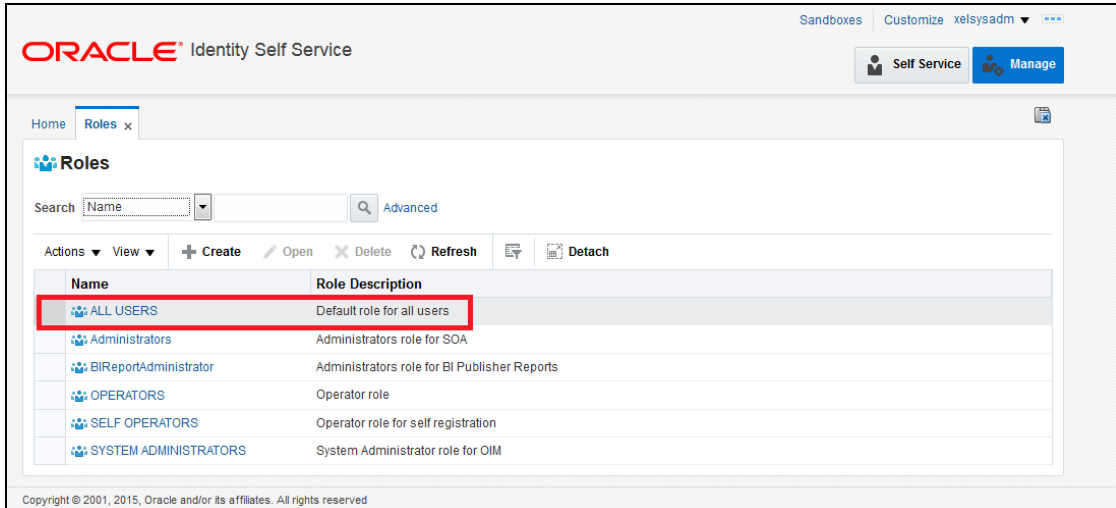 Sandboxes Customize xelsysadm
ORACLE® Identity Self Service
Self Service Manage
Home Roles x
Roles
Search Name Advanced
Actions View Create Open Delete Refresh Detach
Name Role Description
ALL USERS Default role for all users
Administrators Administrators role for SOA
BIReportAdministrator Administrators role for BI Publisher Reports
OPERATORS Operator role
SELF OPERATORS Operator role for self registration
SYSTEM ADMINISTRATORS System Administrator role for OIM
Copyright © 2001, 2015, Oracle and/or its affiliates. All rights reserved